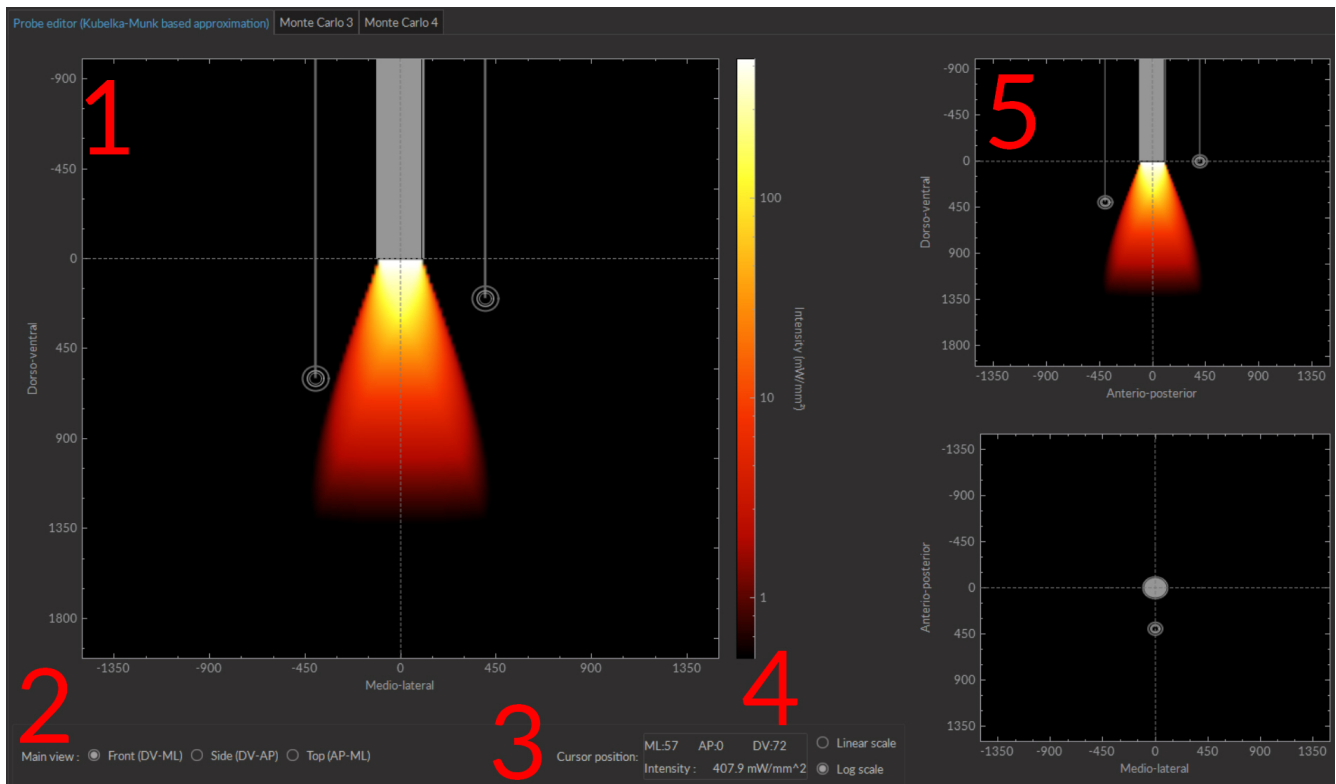 Probe editor (Kubelka-Munk based approximation) Monte Carlo 3 Monte Carlo 4
1
-900
-450
0
450
900
1350
1800
Dorso-ventral
-1350 -900 -450 0 450 900 1350
Medio-lateral
100
10
1
Intensity (mW/mm²)
5
-900
-450
0
450
900
1350
1800
Dorso-ventral
-1350 -900 -450 0 450 900 1350
Anterio-posterior
-1350
-900
-450
0
450
900
1350
Anterio-posterior
-1350 -900 -450 0 450 900 1350
Medio-lateral
2
Main view : Front (DV-ML) Side (DV-AP) Top (AP-ML)
3
Cursor position:
ML:57 AP:0 DV:72
Intensity : 407.9 mW/mm^2
4
Linear scale
Log scale